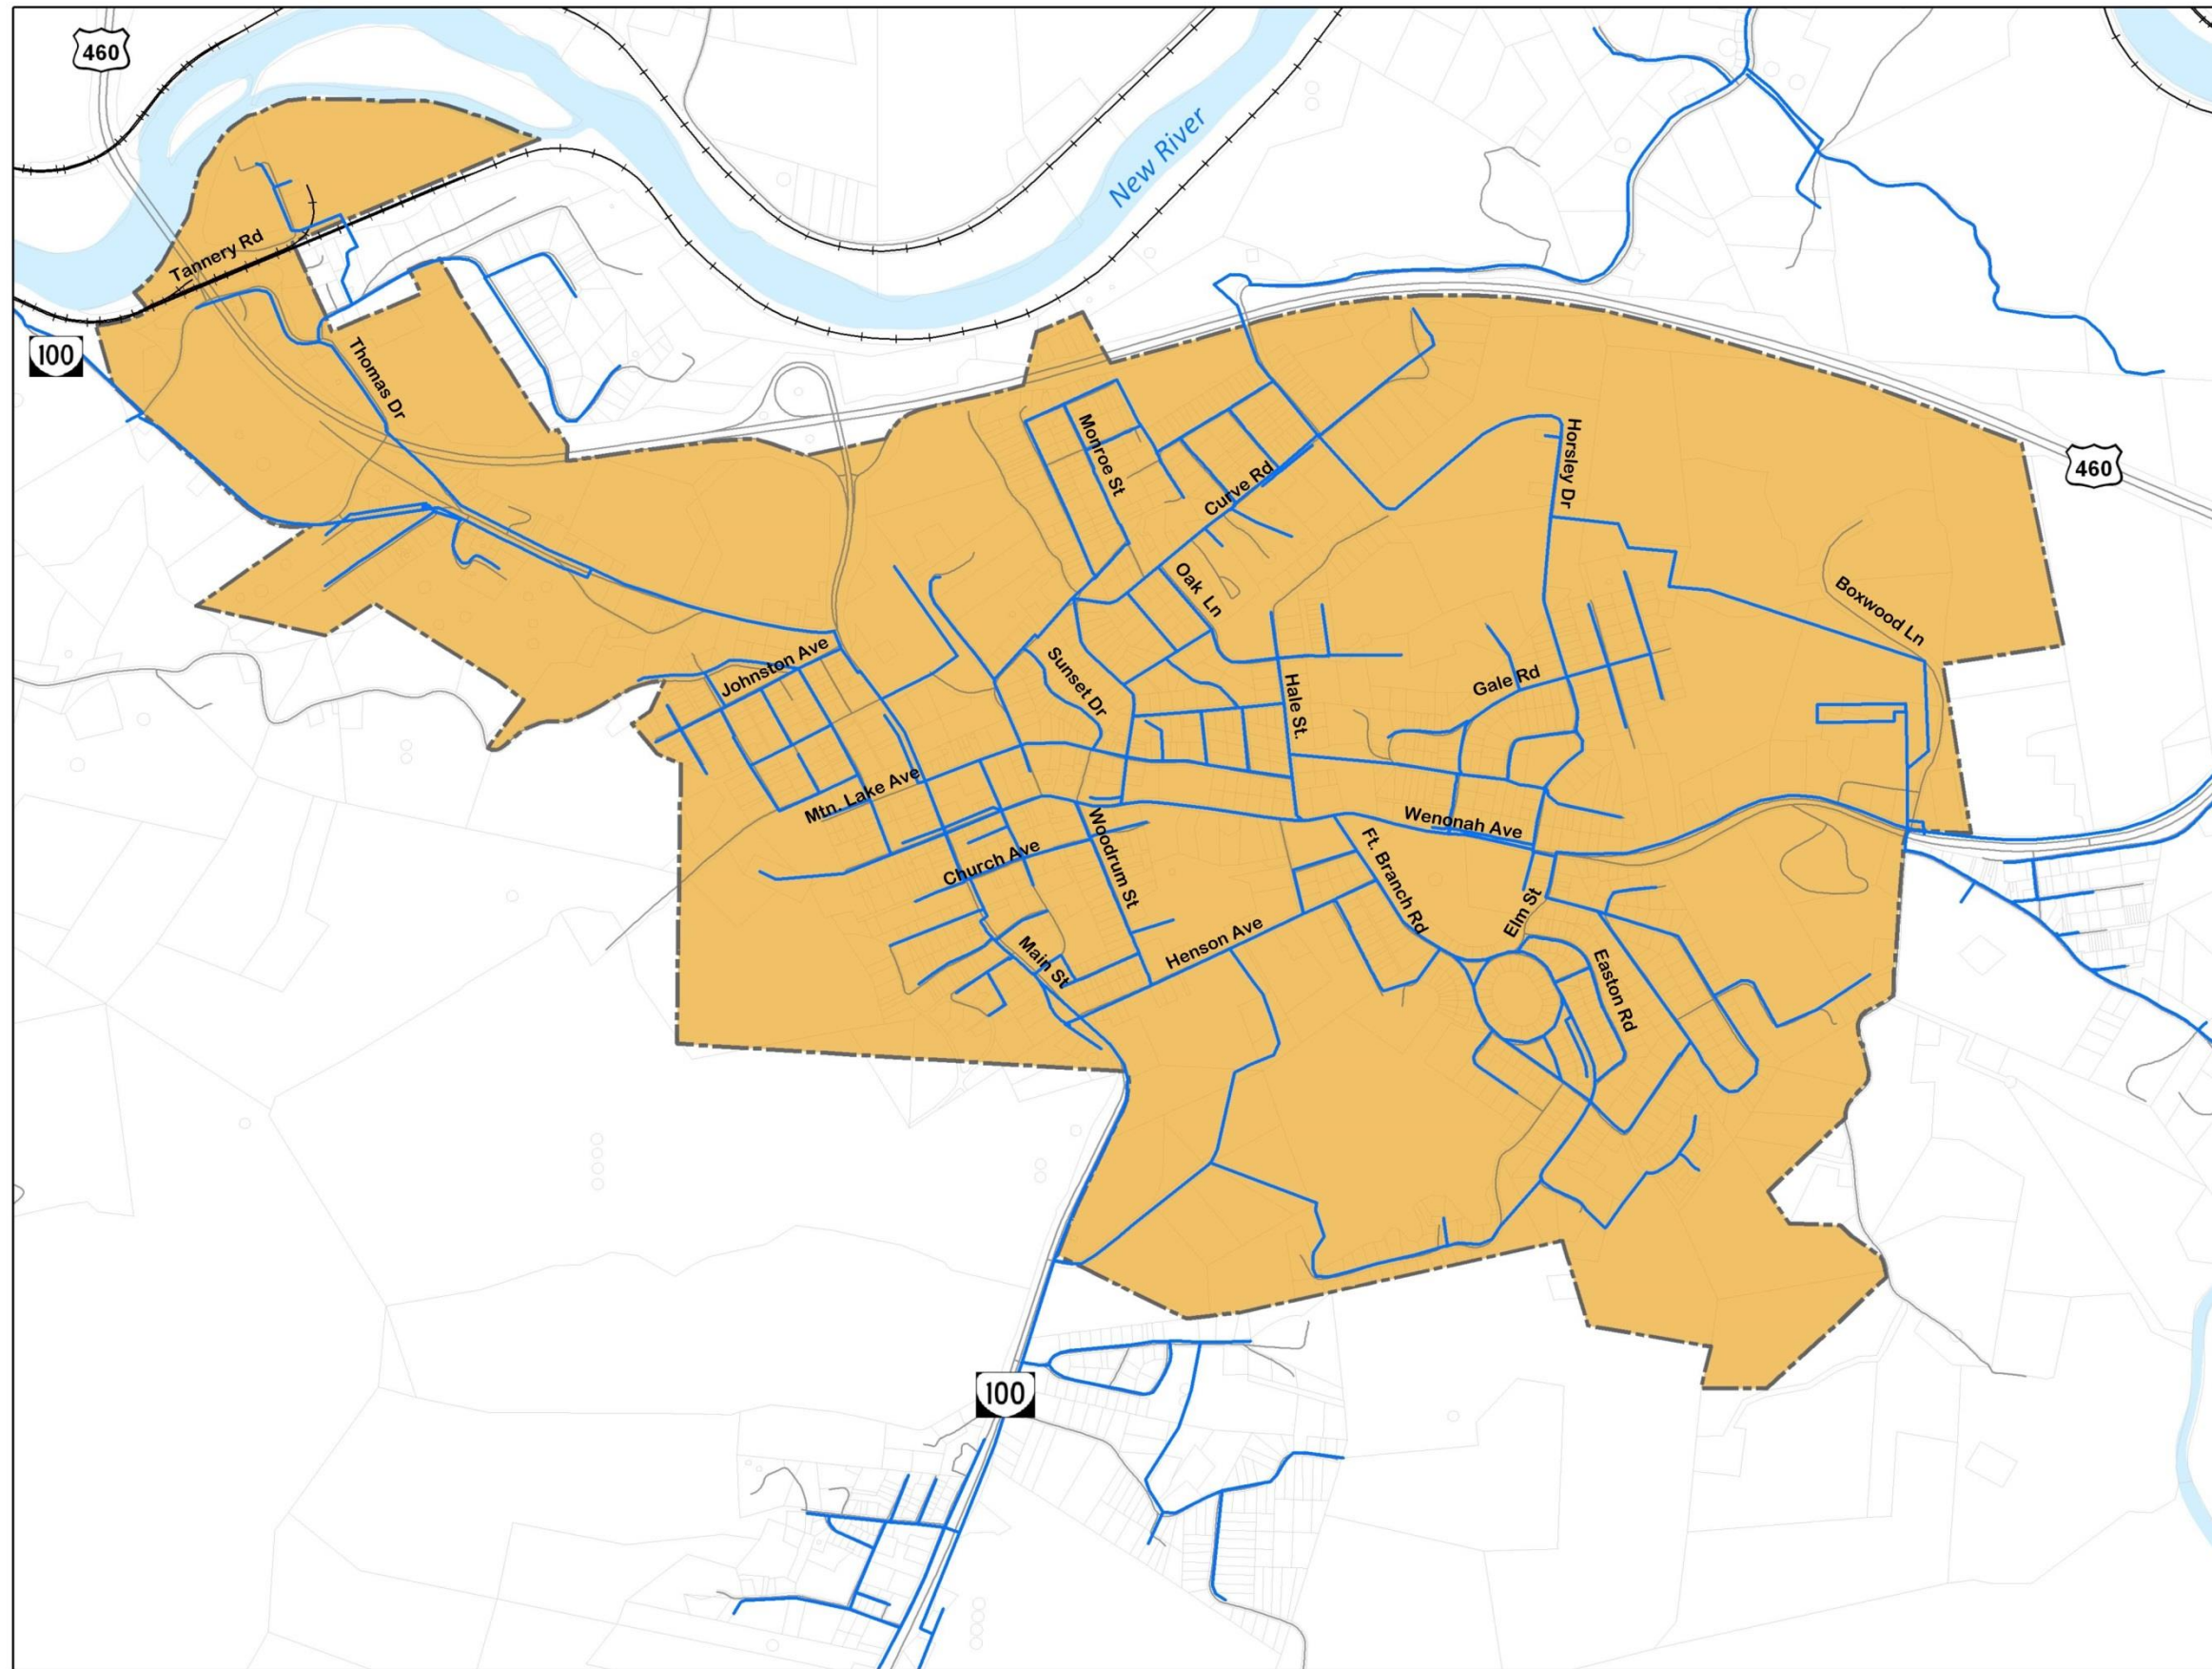 460
New River
Tannery Rd
100
Thomas Dr
Monroe St
Curve Rd
Horsley Dr
460
Oak Ln
Boxwood Ln
Johnston Ave
Sunset Dr
Hale St.
Gale Rd
Mtn. Lake Ave
Woodrum St
Wenonah Ave
Church Ave
Ft. Branch Rd
Elm St
Henson Ave
Main St
Easton Rd
100